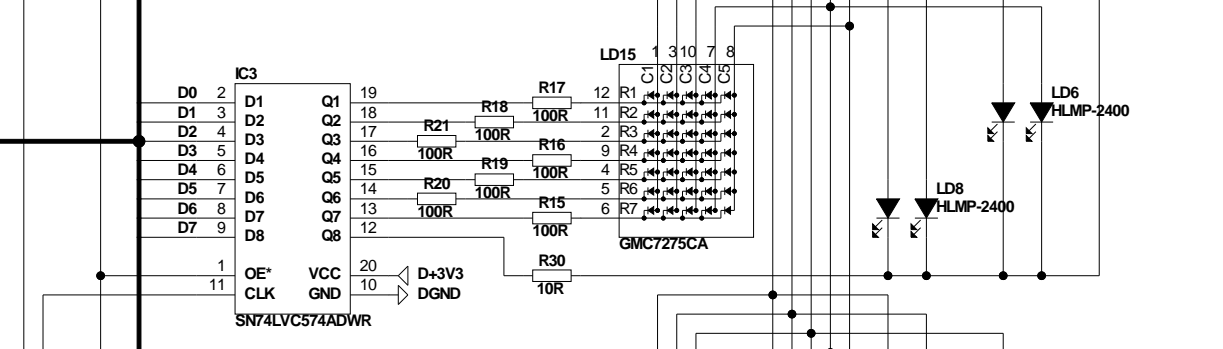 LD15 1 3 10 7 8
IC3 C1 C2 C3 C4 C5
D0 2 D1 Q1 19 R17 12 R1 LD6
D1 3 D2 Q2 18 R18 100R 11 R2 HLMP-2400
D2 4 D3 Q3 17 R21 100R 2 R3
D3 5 D4 Q4 16 100R R16 9 R4
D4 6 D5 Q5 15 R19 100R 4 R5
D5 7 D6 Q6 14 R20 100R 5 R6 LD8
D6 8 D7 Q7 13 100R R15 6 R7 HLMP-2400
D7 9 D8 Q8 12 100R GMC7275CA
1 OE* VCC 20 D+3V3 R30
11 CLK GND 10 DGND 10R
SN74LVC574ADWR